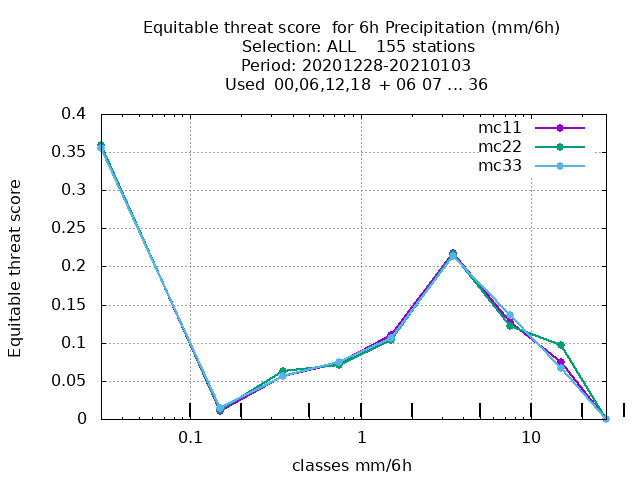 Equitable threat score  for 6h Precipitation (mm/6h)
Selection: ALL    155 stations
Period: 20201228-20210103
Used  00,06,12,18  + 06 07 ... 36
mc11
mc22
mc33
Equitable threat score
0.4
0.35
0.3
0.25
0.2
0.15
0.1
0.05
0
0.1 1 10
classes mm/6h